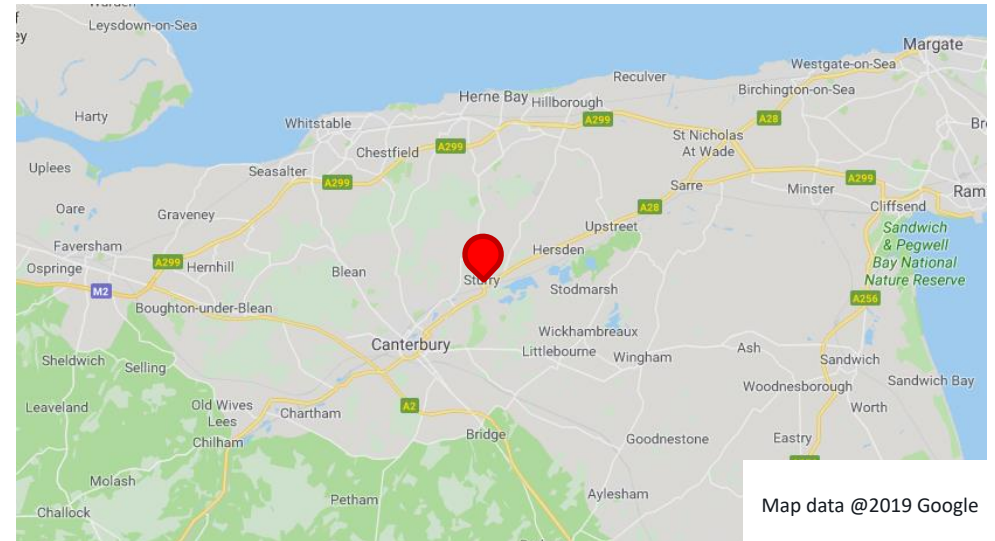 Leysdown-on-Sea
Margate
Westgate-on-Sea
Reculver
Birchington-on-Sea
Herne Bay
Hillborough
Harty
A299
A28
Whitstable
St Nholas
At Wade
A299
Chestfield
Uplees
Seasalter
A299
Sarre
Minster
A299
Ram
Oare
Graveney
A28
Cliffsend
Upstreet
Sandwich
& Pegwell
Bay National
Nature Reserve
Faversham
Hersden
Ospringe
A299
Hernhill
Blean
Sturry
Stodmarsh
M2
A256
Boughton-under-Blean
Wickhambreaux
Canterbury
Littlebourne
Wingham
Ash
Sandwich
Sheldwich
Selling
Woodnesborough
Sandwich Bay
Leaveland
Old Wives
Lees
Chartham
A2
Worth
Chilham
Bridge
Goodnestone
Eastry
Molash
Challock
Petham
Aylesham
Map data @2019 Google